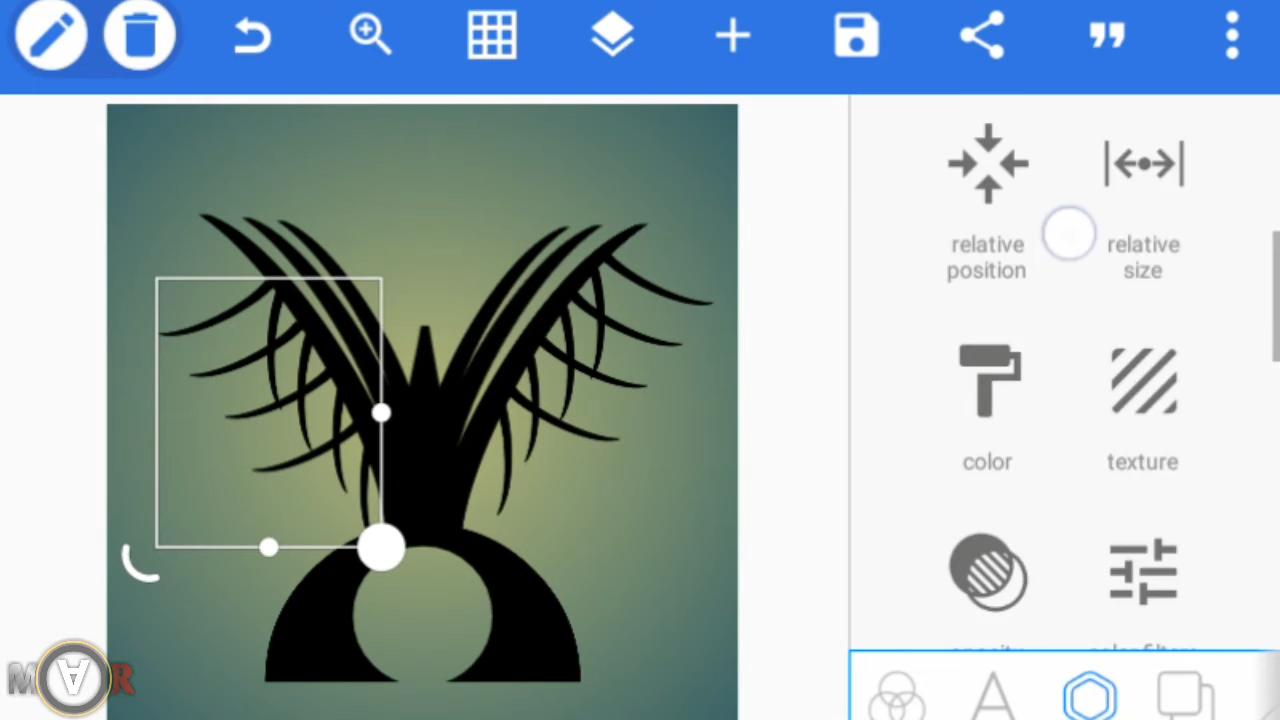 relative
position
relative
size
color
texture
M A R